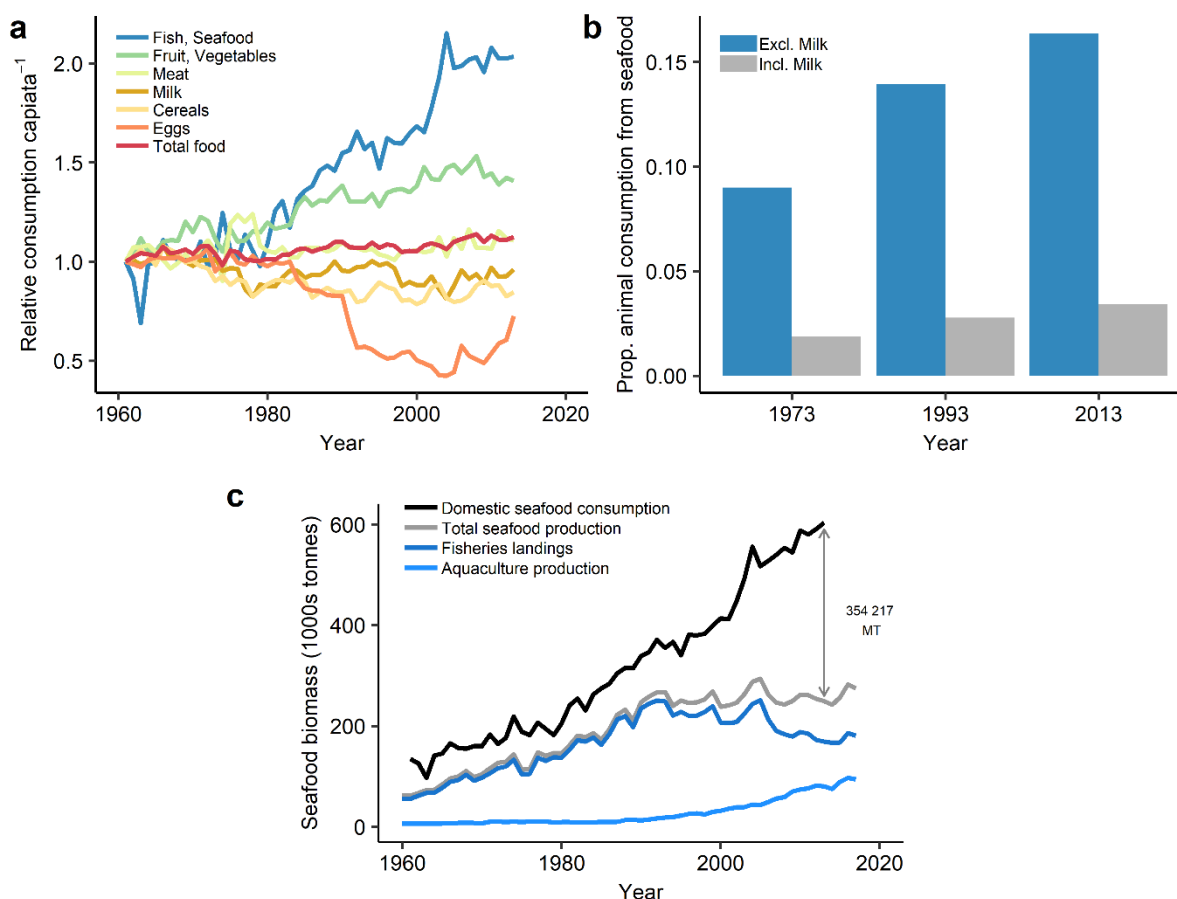 a
Fish, Seafood
Fruit, Vegetables
Meat
Milk
Cereals
Eggs
Total food
2.0
1.5
1.0
0.5
Relative consumption capiata⁻¹
1960
1980
2000
2020
Year
b
Excl. Milk
Incl. Milk
0.15
0.10
0.05
0.00
Prop. animal consumption from seafood
1973
1993
2013
Year
c
Domestic seafood consumption
Total seafood production
Fisheries landings
Aquaculture production
600
400
200
0
Seafood biomass (1000s tonnes)
354 217
MT
1960
1980
2000
2020
Year